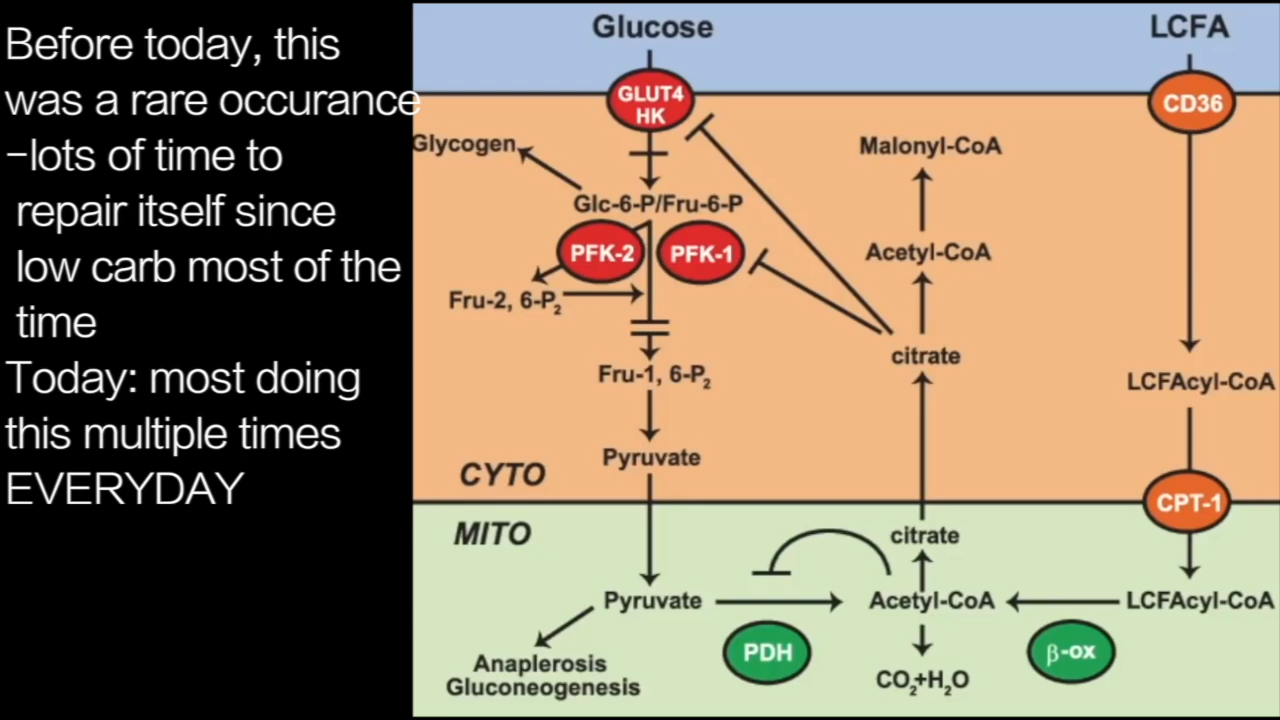 Before today, this
was a rare occurance
-lots of time to
repair itself since
low carb most of the
time
Today: most doing
this multiple times
EVERYDAY
Glucose
LCFA
GLUT4
HK
CD36
Glycogen
Malonyl-CoA
Glc-6-P/Fru-6-P
PFK-2
PFK-1
Acetyl-CoA
Fru-2, 6-P₂
citrate
Fru-1, 6-P₂
LCFAcyl-CoA
Pyruvate
CYTO
CPT-1
MITO
citrate
Pyruvate
Acetyl-CoA
LCFAcyl-CoA
PDH
β-ox
Anaplerosis
Gluconeogenesis
CO₂+H₂O